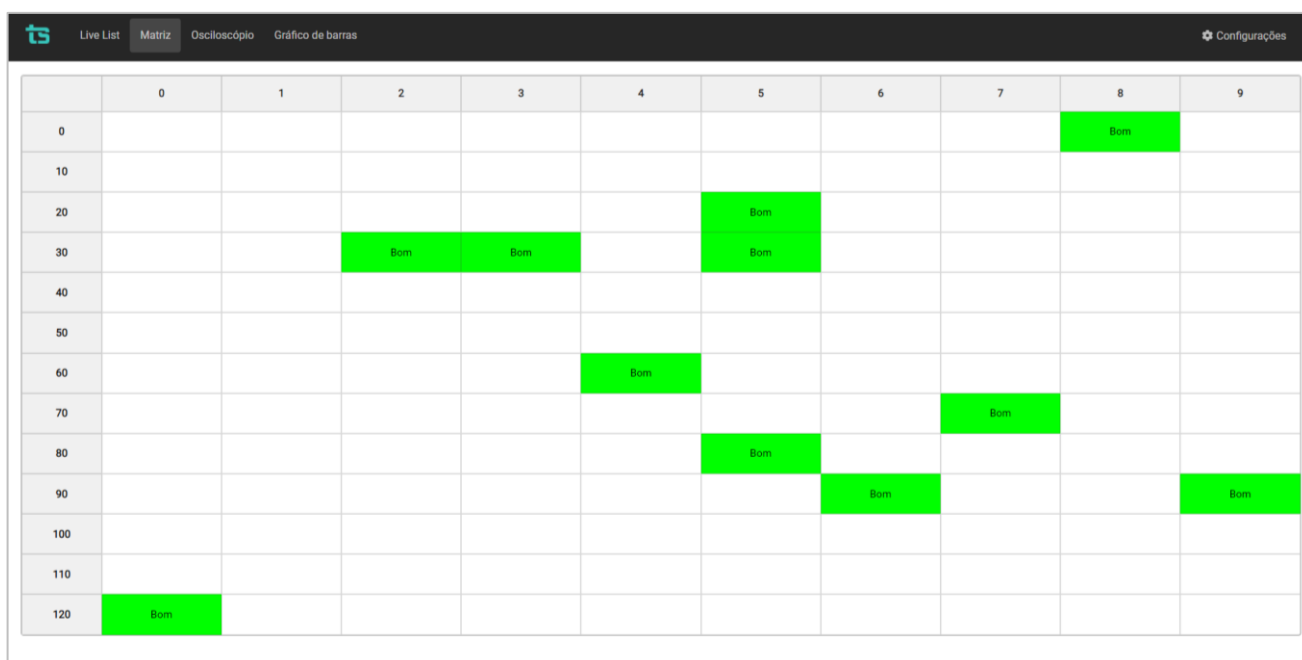 ts Live List Matriz Osciloscópio Gráfico de barras Configurações
0 1 2 3 4 5 6 7 8 9
0 Bom
10
20 Bom
30 Bom Bom Bom
40
50
60 Bom
70 Bom
80 Bom
90 Bom Bom
100
110
120 Bom